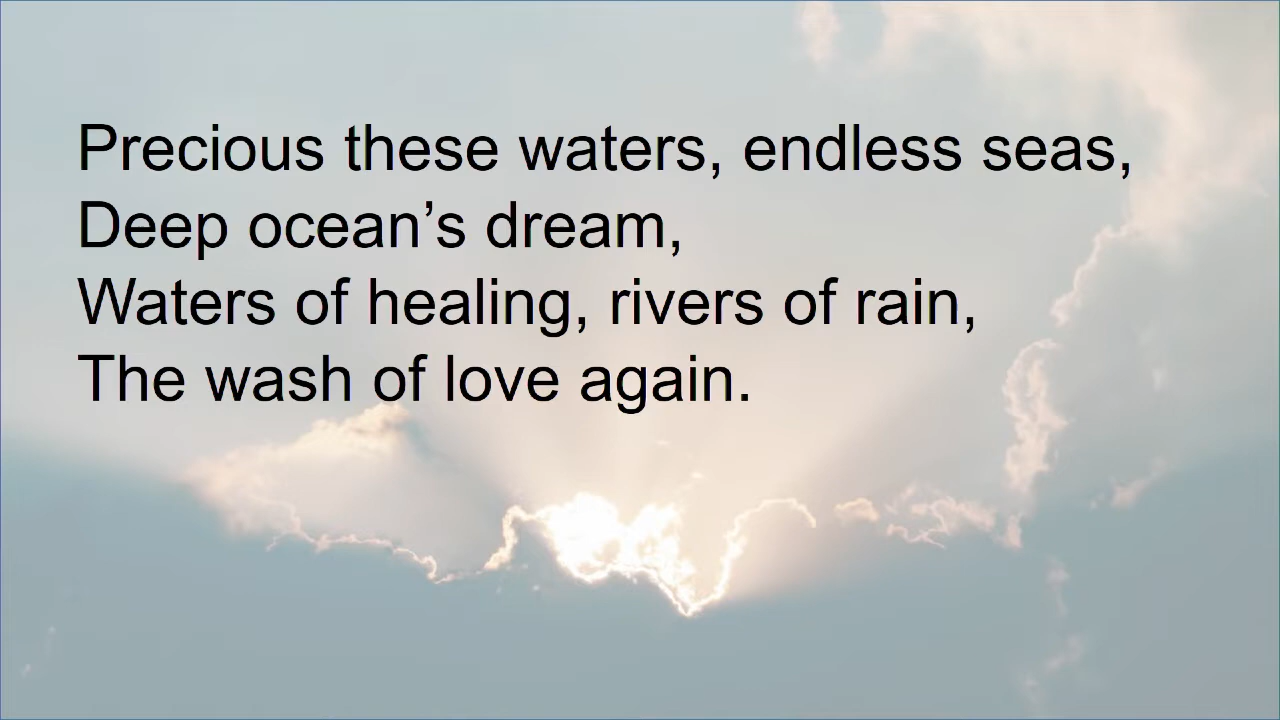 Precious these waters, endless seas,
Deep ocean’s dream,
Waters of healing, rivers of rain,
The wash of love again.